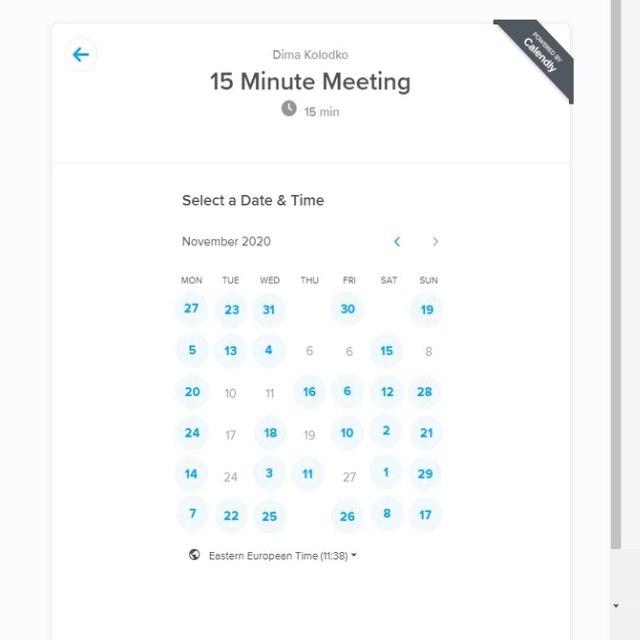 POWERED BY
Calendly
Dima Kolodko
15 Minute Meeting
15 min
Select a Date & Time
November 2020
MON TUE WED THU FRI SAT SUN
27 23 31 30 19
5 13 4 6 6 15 8
20 10 11 16 6 12 28
24 17 18 19 10 2 21
14 24 3 11 27 1 29
7 22 25 26 8 17
Eastern European Time (11:38)